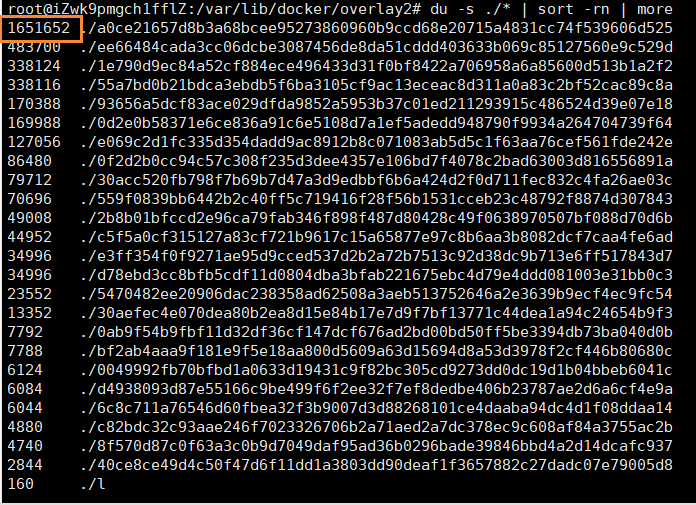 root@iZwk9pmgch1fflZ:/var/lib/docker/overlay2# du -s ./* | sort -rn | more
1651652 ./a0ce21657d8b3a68bcee95273860960b9ccd68e20715a4831cc74f539606d525
483700 ./ee66484cada3cc06dcbe3087456de8da51cddd403633b069c85127560e9c529d
338124 ./1e790d9ec84a52cf884ece496433d31f0bf8422a706958a6a85600d513b1a2f2
338116 ./55a7bd0b21bdca3ebdb5f6ba3105cf9ac13eceac8d311a0a83c2bf52cac89c8a
170388 ./93656a5dcf83ace029dfda9852a5953b37c01ed211293915c486524d39e07e18
169988 ./0d2e0b58371e6ce836a91c6e5108d7a1ef5adedd948790f9934a264704739f64
127056 ./e069c2d1fc335d354dadd9ac8912b8c071083ab5d5c1f63aa76cef561fde242e
86480 ./0f2d2b0cc94c57c308f235d3dee4357e106bd7f4078c2bad63003d816556891a
79712 ./30acc520fb798f7b69b7d47a3d9edbbf6b6a424d2f0d711fec832c4fa26ae03c
70696 ./559f0839bb6442b2c40ff5c719416f28f56b1531cceb23c48792f8874d307843
49008 ./2b8b01bfccd2e96ca79fab346f898f487d80428c49f0638970507bf088d70d6b
44952 ./c5f5a0cf315127a83cf721b9617c15a65877e97c8b6aa3b8082dcf7caa4fe6ad
34996 ./e3ff354f0f9271ae95d9cced537d2b2a72b7513c92d38dc9b713e6ff517843d7
34996 ./d78ebd3cc8bfb5cdf11d0804dba3bfab221675ebc4d79e4ddd081003e31bb0c3
23552 ./5470482ee20906dac238358ad62508a3aeb513752646a2e3639b9ecf4ec9fc54
13352 ./30aefec4e070dea80b2ea8d15e84b17e7d9f7bf13771c44dea1a94c24654b9f3
7792 ./0ab9f54b9fbf11d32df36cf147dcf676ad2bd00bd50ff5be3394db73ba040d0b
7788 ./bf2ab4aaa9f181e9f5e18aa800d5609a63d15694d8a53d3978f2cf446b80680c
6124 ./0049992fb70bfbd1a0633d19431c9f82bc305cd9273dd0dc19d1b04bbeb6041c
6084 ./d4938093d87e55166c9be499f6f2ee32f7ef8dedbe406b23787ae2d6a6cf4e9a
6044 ./6c8c711a76546d60fbea32f3b9007d3d88268101ce4daaba94dc4d1f08ddaa14
4880 ./c82bdc32c93aae246f7023326706b2a71aed2a7dc378ec9c608af84a3755ac2b
4740 ./8f570d87c0f63a3c0b9d7049daf95ad36b0296bade39846bbd4a2d14dcafc937
2844 ./40ce8ce49d4c50f47d6f11dd1a3803dd90deaf1f3657882c27dadc07e79005d8
160 ./l